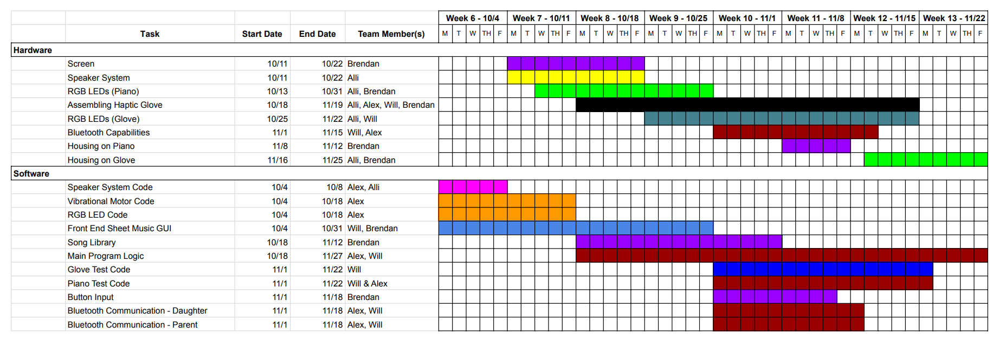 Week 6 - 10/4 Week 7 - 10/11 Week 8 - 10/18 Week 9 - 10/25 Week 10 - 11/1 Week 11 - 11/8 Week 12 - 11/15 Week 13 - 11/22
Task Start Date End Date Team Member(s) M T W TH F M T W TH F M T W TH F M T W TH F M T W TH F M T W TH F M T W TH F M T W TH F
Hardware
Screen 10/11 10/22 Brendan
Speaker System 10/11 10/22 Alli
RGB LEDs (Piano) 10/13 10/31 Alli, Brendan
Assembling Haptic Glove 10/18 11/19 Alli, Alex, Will, Brendan
RGB LEDs (Glove) 10/25 11/22 Alli, Will
Bluetooth Capabilities 11/1 11/15 Will, Alex
Housing on Piano 11/8 11/12 Brendan
Housing on Glove 11/16 11/25 Alli, Brendan
Software
Speaker System Code 10/4 10/8 Alex, Alli
Vibrational Motor Code 10/4 10/18 Alex
RGB LED Code 10/4 10/18 Alex
Front End Sheet Music GUI 10/4 10/31 Will, Brendan
Song Library 10/18 11/12 Brendan
Main Program Logic 10/18 11/27 Alex, Will
Glove Test Code 11/1 11/22 Will
Piano Test Code 11/1 11/22 Will & Alex
Button Input 11/1 11/18 Brendan
Bluetooth Communication - Daughter 11/1 11/18 Alex, Will
Bluetooth Communication - Parent 11/1 11/18 Alex, Will